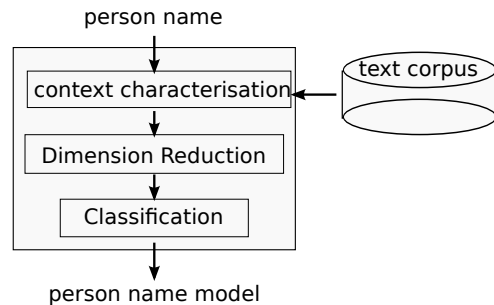 person name
context characterisation
text corpus
Dimension Reduction
Classification
person name model